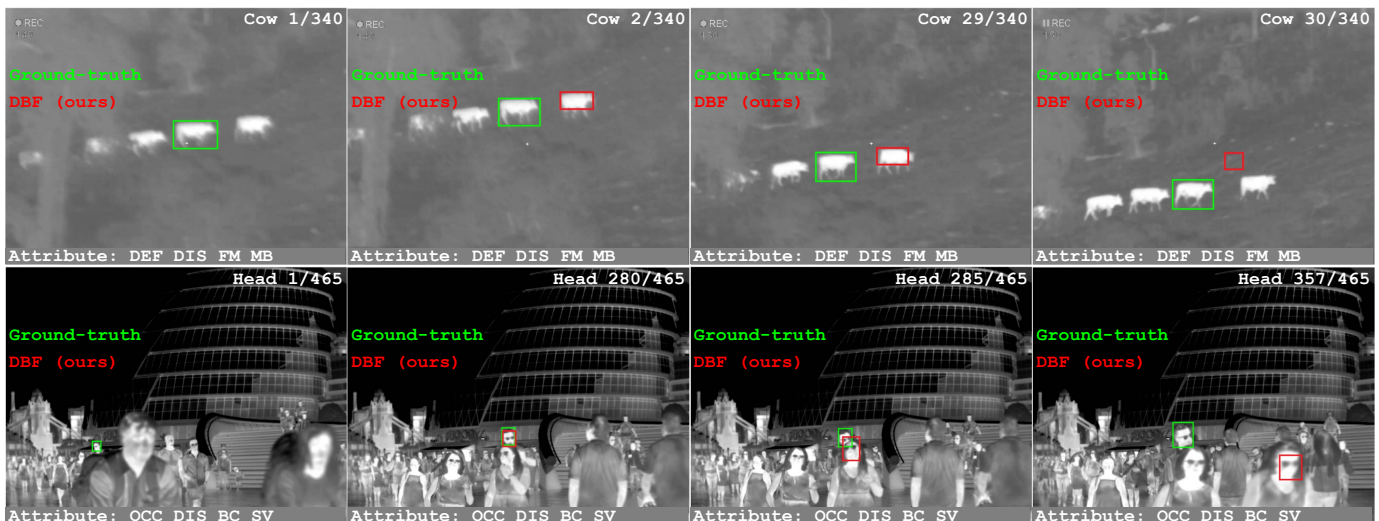 REC
Cow 1/340
Ground-truth
DBF (ours)
Attribute: DEF DIS FM MB
REC
Cow 2/340
Ground-truth
DBF (ours)
Attribute: DEF DIS FM MB
REC
Cow 29/340
Ground-truth
DBF (ours)
Attribute: DEF DIS FM MB
REC
Cow 30/340
Ground-truth
DBF (ours)
Attribute: DEF DIS FM MB
Head 1/465
Ground-truth
DBF (ours)
Attribute: OCC DIS BC SV
Head 280/465
Ground-truth
DBF (ours)
Attribute: OCC DIS BC SV
Head 285/465
Ground-truth
DBF (ours)
Attribute: OCC DIS BC SV
Head 357/465
Ground-truth
DBF (ours)
Attribute: OCC DIS BC SV